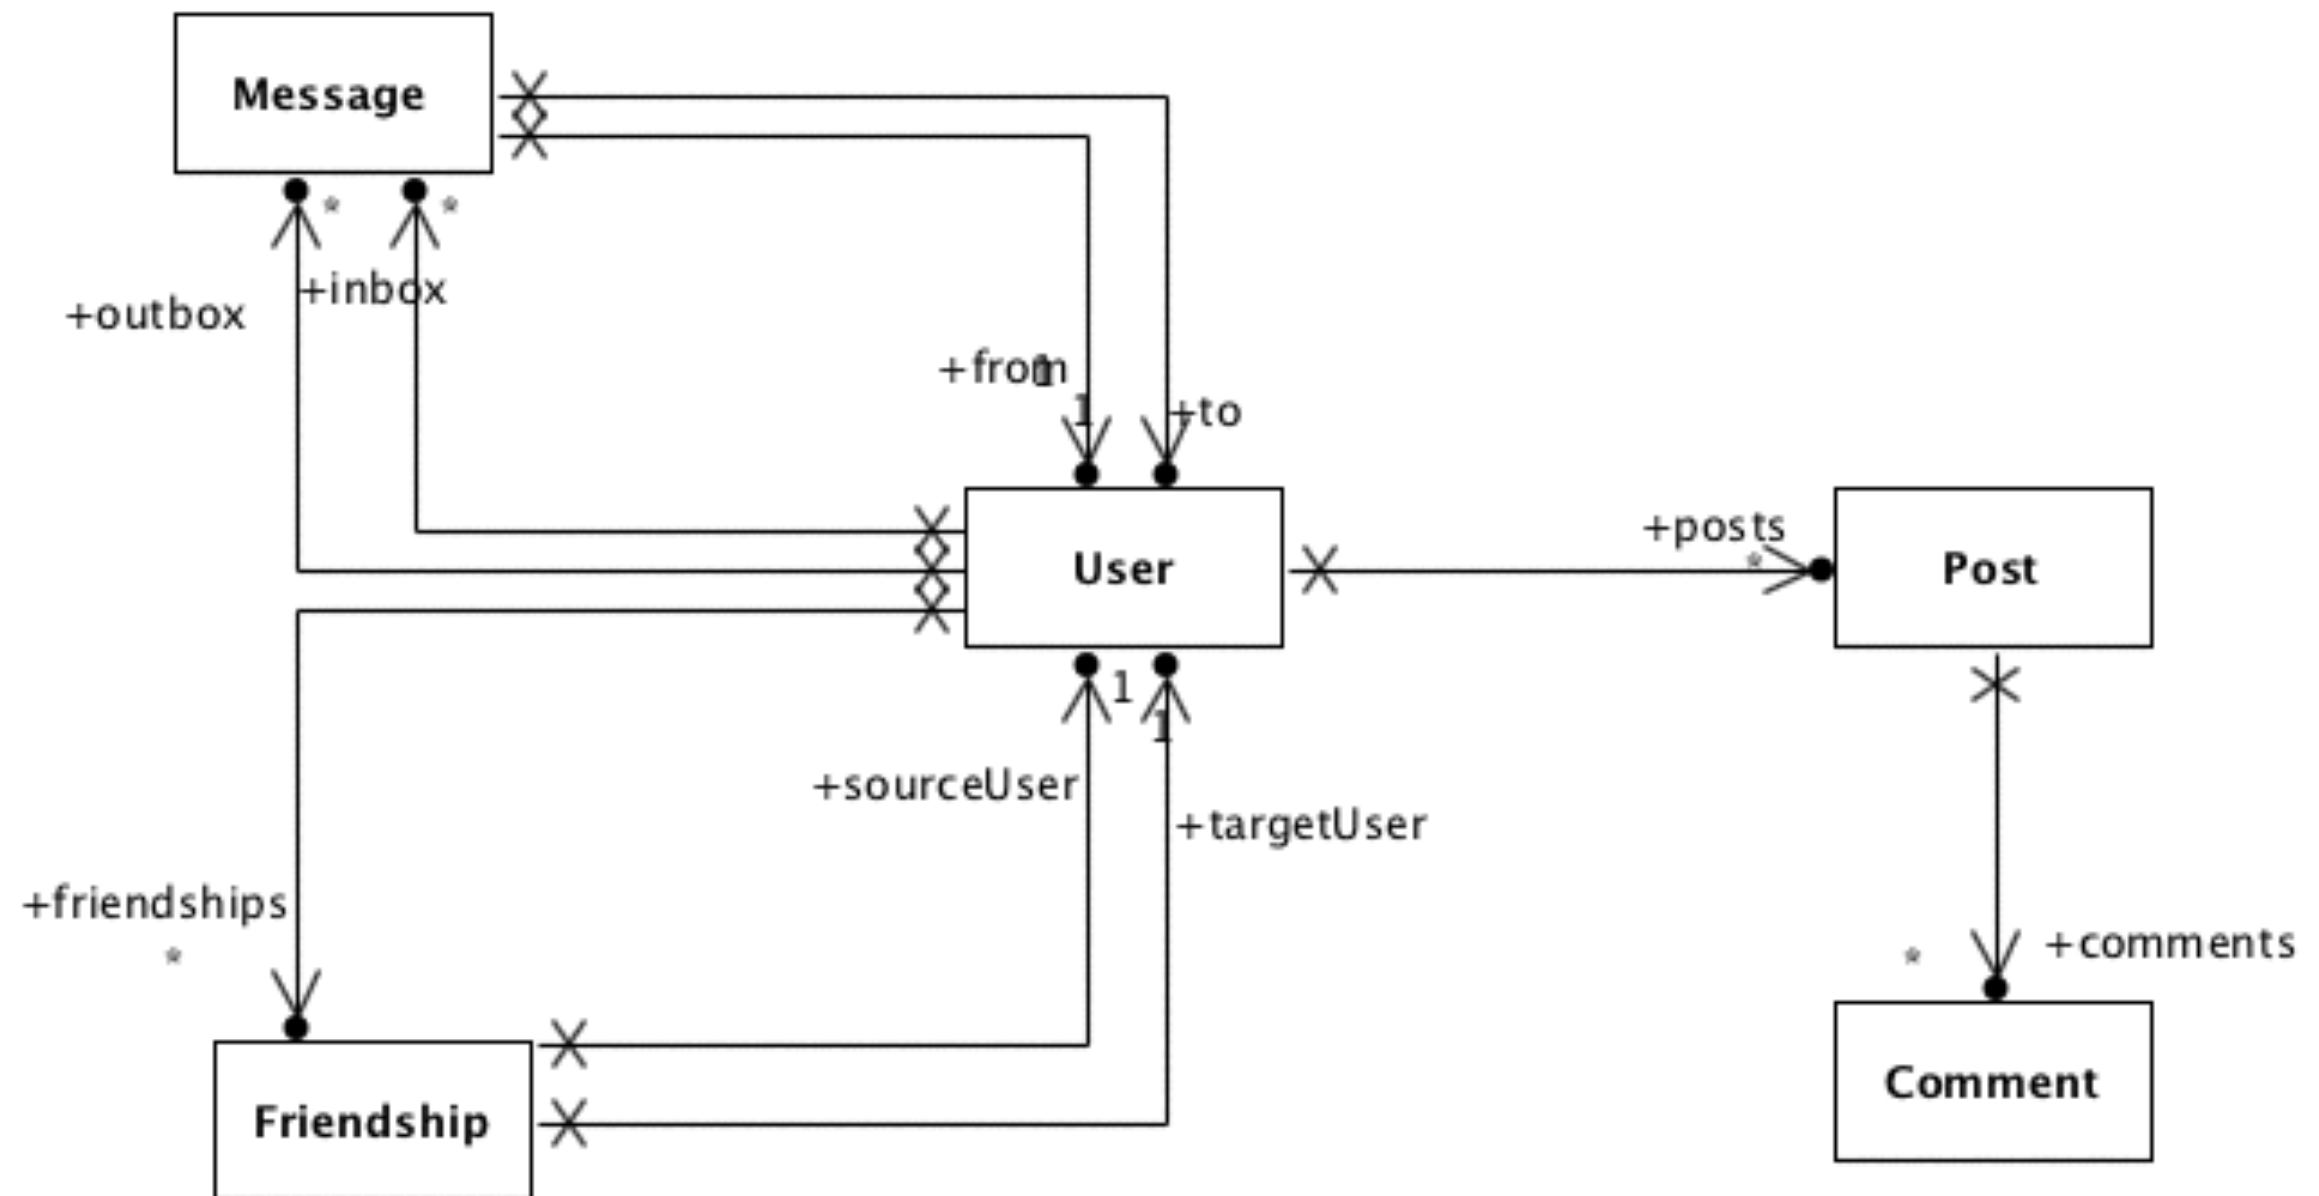 Message
*
*
+inbox
+outbox
+from
1
1
+to
+posts
*
User
Post
1
1
+sourceUser
+targetUser
+friendships
*
*
+comments
Comment
Friendship